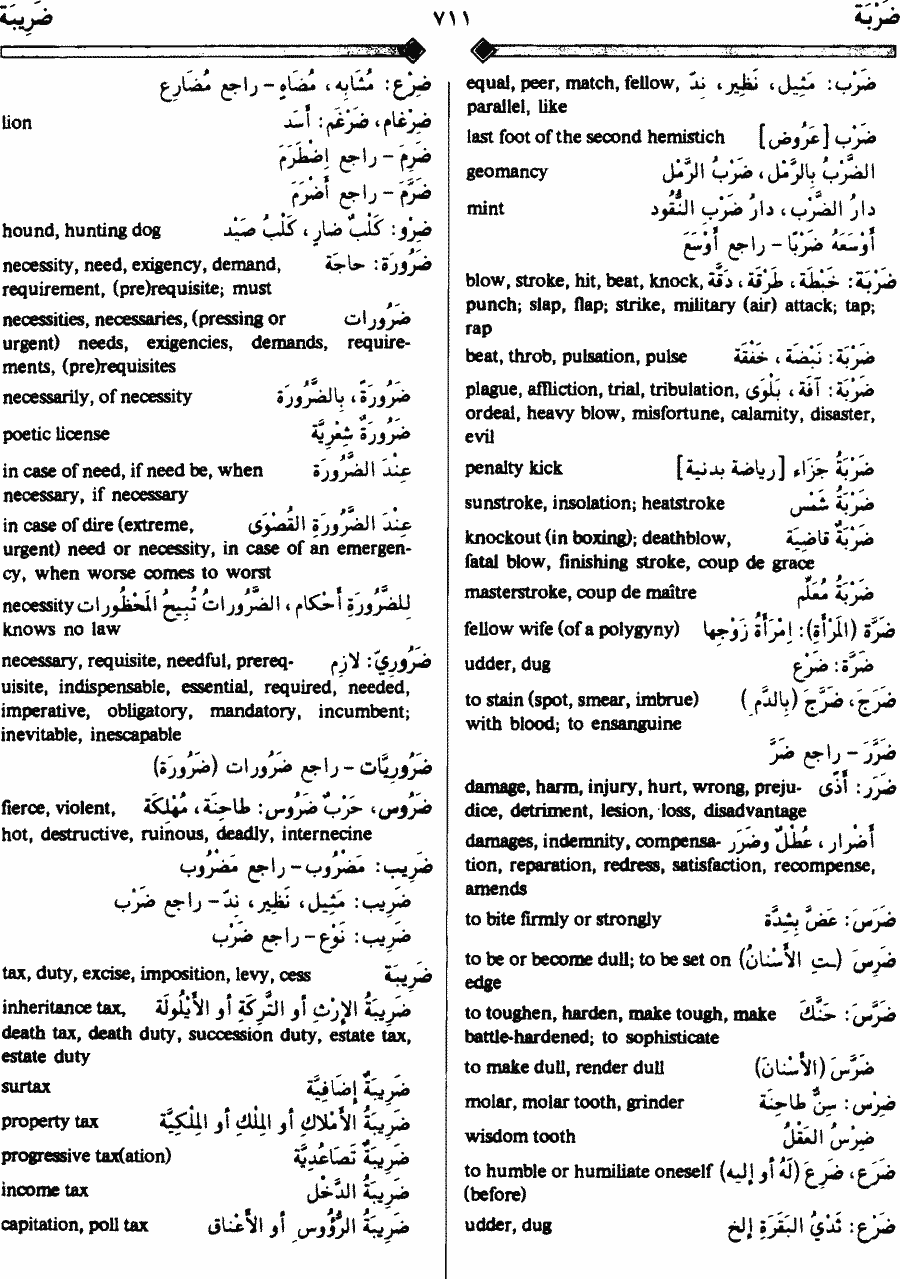 ضَرْبَة ٧١١ ضَرِيبَة
ضَرْب: مَثِيل، نَظِير، نِدّ equal, peer, match, fellow,
parallel, like
ضَرْب [عَرُوض] last foot of the second hemistich
الضَّرْبُ بِالرَّمْل، ضَرْبُ الرَّمْل geomancy
دارُ الضَّرْب، دارُ ضَرْبِ النُّقُود mint
أَوْسَعَهُ ضَرْبًا - راجع أَوْسَعَ
ضَرْبَة: خَبْطَة، طَرْقَة، دَقَّة blow, stroke, hit, beat, knock,
punch; slap, flap; strike, military (air) attack; tap;
rap
ضَرْبَة: نَبْضَة، خَفْقَة beat, throb, pulsation, pulse
ضَرْبَة: آفَة، بَلْوَى plague, affliction, trial, tribulation,
ordeal, heavy blow, misfortune, calamity, disaster,
evil
ضَرْبَةُ جَزَاء [رياضة بدنية] penalty kick
ضَرْبَةُ شَمْس sunstroke, insolation; heatstroke
ضَرْبَةٌ قاضِيَة knockout (in boxing); deathblow,
fatal blow, finishing stroke, coup de grace
ضَرْبَةُ مُعَلِّم masterstroke, coup de maître
ضَرَّة (المَرْأَةِ): اِمْرَأَةُ زَوْجِها fellow wife (of a polygyny)
ضَرَّة: ضَرْع udder, dug
ضَرَجَ، ضَرَّجَ (بِالدَّمِ) to stain (spot, smear, imbrue)
with blood; to ensanguine
ضَرَّرَ - راجع ضَرَّ
ضَرَر: أَذًى damage, harm, injury, hurt, wrong, preju-
dice, detriment, lesion, loss, disadvantage
أَضْرار، عُطْلٌ وضَرَر damages, indemnity, compensa-
tion, reparation, redress, satisfaction, recompense,
amends
ضَرَسَ: عَضَّ بِشِدَّة to bite firmly or strongly
ضَرِسَ (ـتِ الأَسْنانُ) to be or become dull; to be set on
edge
ضَرَّسَ: حَنَّكَ to toughen, harden, make tough, make
battle-hardened; to sophisticate
ضَرَّسَ (الأَسْنانَ) to make dull, render dull
ضِرْس: سِنٌّ طاحِنَة molar, molar tooth, grinder
ضِرْسُ العَقْل wisdom tooth
ضَرَعَ، ضَرِعَ (لَهُ أو إليه) to humble or humiliate oneself
(before)
ضَرْع: ثَدْيُ البَقَرَةِ إلخ udder, dug
ضِرْع: مُشَابِه، مُضَاهٍ - راجع مُضَارِع
ضِرْغام، ضِرْغَم: أَسَد lion
ضَرِمَ - راجع اِضْطَرَمَ
ضَرَّمَ - راجع أَضْرَمَ
ضِرْو: كَلْبٌ ضارٍ، كَلْبُ صَيْد hound, hunting dog
ضَرُورَة: حاجَة necessity, need, exigency, demand,
requirement, (pre)requisite; must
ضَرُورات necessities, necessaries, (pressing or
urgent) needs, exigencies, demands, require-
ments, (pre)requisites
ضَرُورَةً، بِالضَّرُورَة necessarily, of necessity
ضَرُورَةٌ شِعْرِيَّة poetic license
عِنْدَ الضَّرُورَة in case of need, if need be, when
necessary, if necessary
عِنْدَ الضَّرُورَةِ القُصْوَى in case of dire (extreme,
urgent) need or necessity, in case of an emergen-
cy, when worse comes to worst
لِلضَّرُورَةِ أَحْكام، الضَّرُوراتُ تُبِيحُ المَحْظُورات necessity
knows no law
ضَرُورِيّ: لازِم necessary, requisite, needful, prereq-
uisite, indispensable, essential, required, needed,
imperative, obligatory, mandatory, incumbent;
inevitable, inescapable
ضَرُورِيَّات - راجع ضَرُورات (ضَرُورَة)
ضَرُوس، حَرْبٌ ضَرُوس: طاحِنَة، مُهْلِكَة fierce, violent,
hot, destructive, ruinous, deadly, internecine
ضَرِيب: مَضْرُوب - راجع مَضْرُوب
ضَرِيب: مَثِيل، نَظِير، نِدّ - راجع ضَرْب
ضَرِيب: نَوْع - راجع ضَرْب
ضَرِيبَة tax, duty, excise, imposition, levy, cess
ضَرِيبَةُ الإِرْثِ أو التَّرِكَةِ أو الأَيْلُولَة inheritance tax,
death tax, death duty, succession duty, estate tax,
estate duty
ضَرِيبَةٌ إِضافِيَّة surtax
ضَرِيبَةُ الأَمْلاكِ أو المِلْكِ أو المِلْكِيَّة property tax
ضَرِيبَةٌ تَصَاعُدِيَّة progressive tax(ation)
ضَرِيبَةُ الدَّخْل income tax
ضَرِيبَةُ الرُّؤُوسِ أو الأَعْناق capitation, poll tax